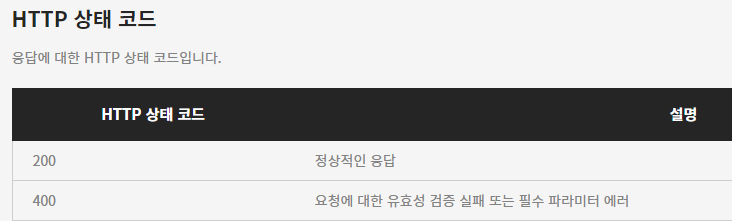 HTTP 상태 코드
응답에 대한 HTTP 상태 코드입니다.
HTTP 상태 코드 설명
200 정상적인 응답
400 요청에 대한 유효성 검증 실패 또는 필수 파라미터 에러